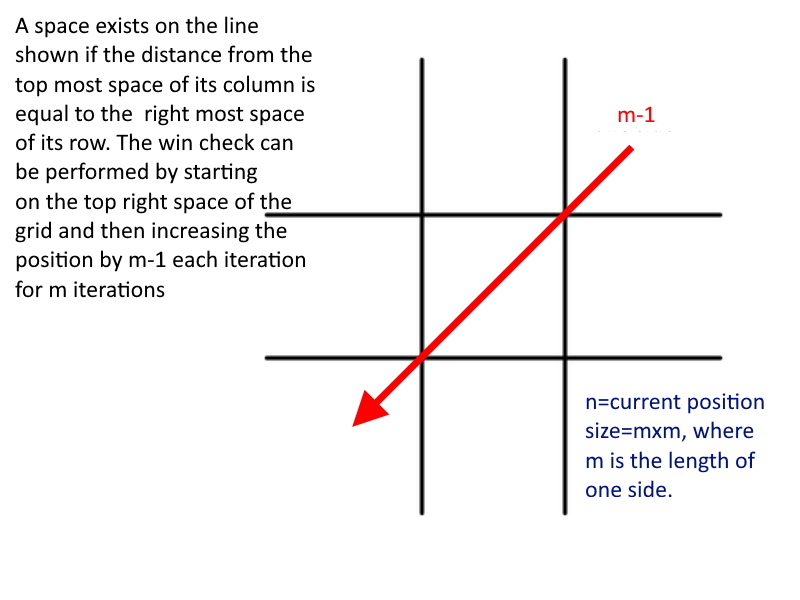 A space exists on the line
shown if the distance from the
top most space of its column is
equal to the  right most space
of its row. The win check can
be performed by starting
on the top right space of the
grid and then increasing the
position by m-1 each iteration
for m iterations
m-1
n=current position
size=mxm, where
m is the length of
one side.